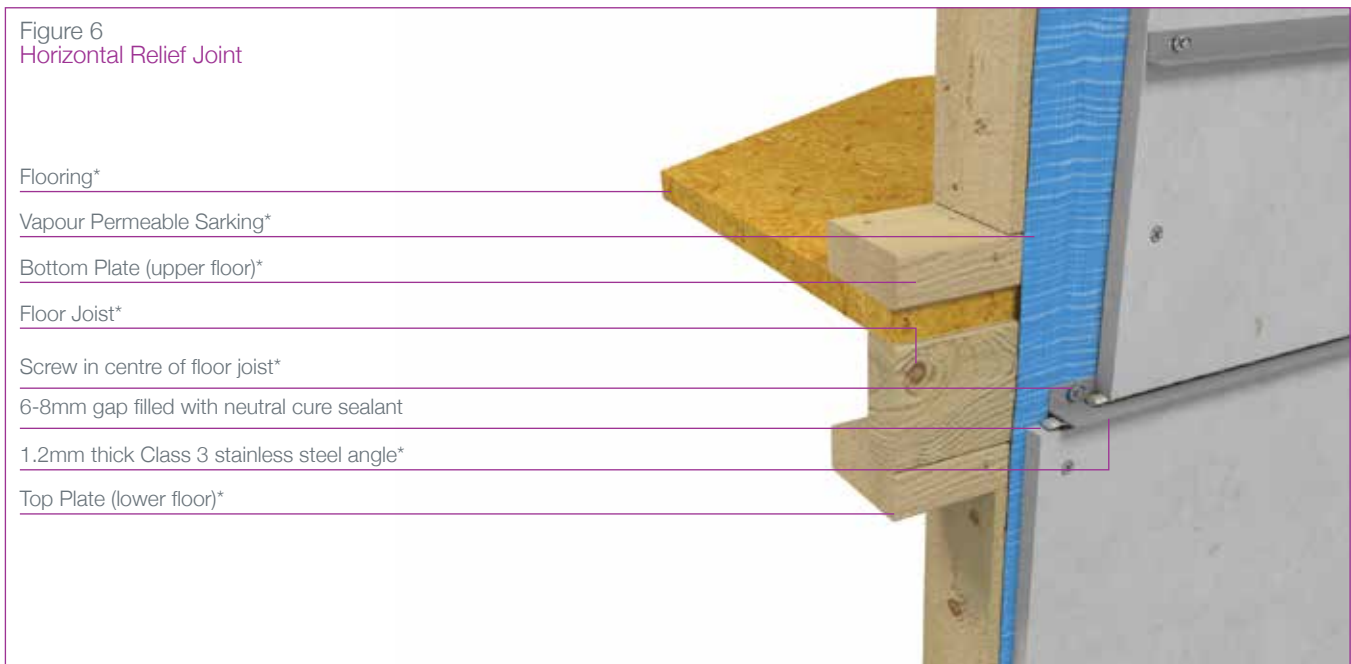 Figure 6
Horizontal Relief Joint
Flooring*
Vapour Permeable Sarking*
Bottom Plate (upper floor)*
Floor Joist*
Screw in centre of floor joist*
6-8mm gap filled with neutral cure sealant
1.2mm thick Class 3 stainless steel angle*
Top Plate (lower floor)*